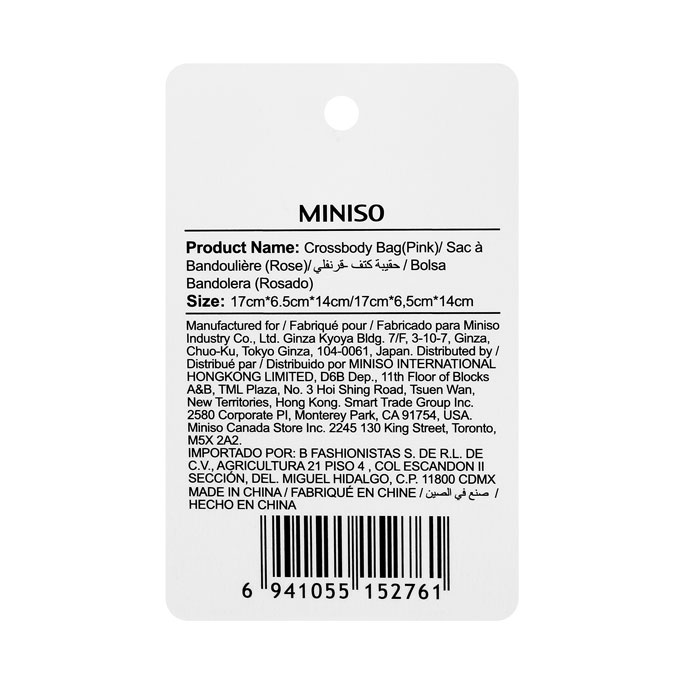 MINISO
Product Name: Crossbody Bag(Pink)/ Sac à
Bandoulière (Rose)/ حقيبة كتف -قرنفلي / Bolsa
Bandolera (Rosado)
Size: 17cm*6.5cm*14cm/17cm*6,5cm*14cm
Manufactured for / Fabriqué pour / Fabricado para Miniso
Industry Co., Ltd. Ginza Kyoya Bldg. 7/F, 3-10-7, Ginza,
Chuo-Ku, Tokyo Ginza, 104-0061, Japan. Distributed by /
Distribué par / Distribuido por MINISO INTERNATIONAL
HONGKONG LIMITED, D6B Dep., 11th Floor of Blocks
A&B, TML Plaza, No. 3 Hoi Shing Road, Tsuen Wan,
New Territories, Hong Kong. Smart Trade Group Inc.
2580 Corporate Pl, Monterey Park, CA 91754, USA.
Miniso Canada Store Inc. 2245 130 King Street, Toronto,
M5X 2A2.
IMPORTADO POR: B FASHIONISTAS S. DE R.L. DE
C.V., AGRICULTURA 21 PISO 4 , COL ESCANDON II
SECCIÓN, DEL. MIGUEL HIDALGO, C.P. 11800 CDMX
MADE IN CHINA / FABRIQUÉ EN CHINE / صنع في الصين /
HECHO EN CHINA
6 941055 152761